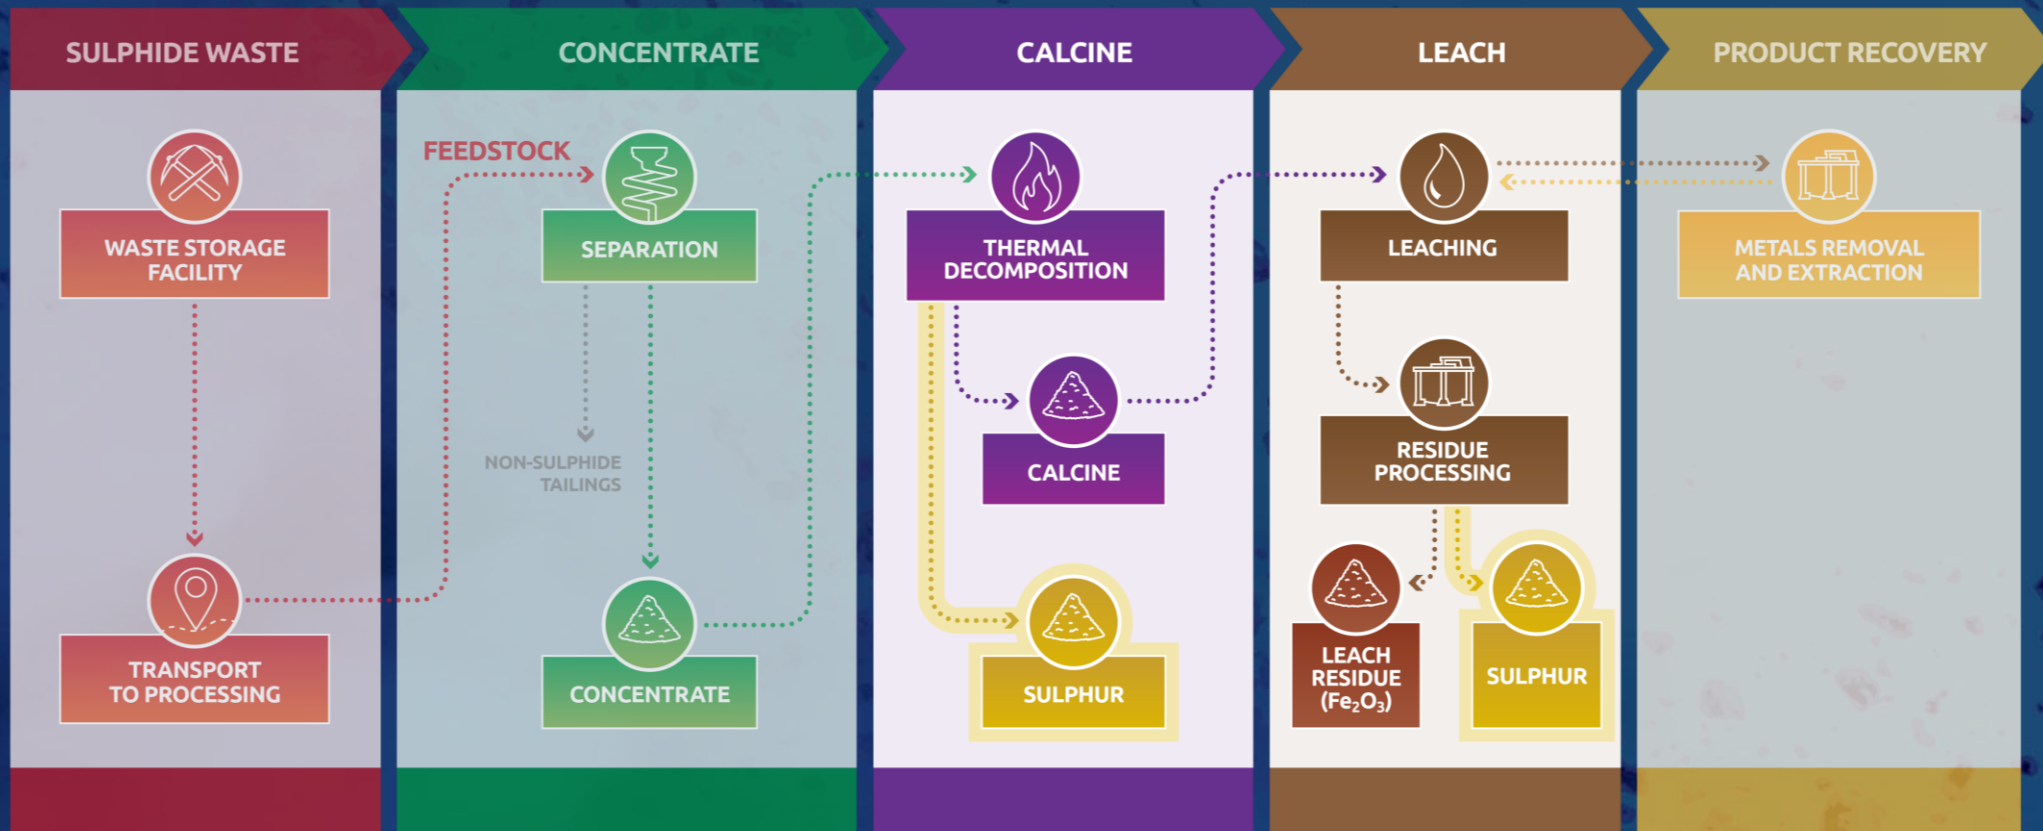 SULPHIDE WASTE
CONCENTRATE
CALCINE
LEACH
PRODUCT RECOVERY
WASTE STORAGE
FACILITY
TRANSPORT
TO PROCESSING
FEEDSTOCK
SEPARATION
NON-SULPHIDE
TAILINGS
CONCENTRATE
THERMAL
DECOMPOSITION
CALCINE
SULPHUR
LEACHING
RESIDUE
PROCESSING
LEACH
RESIDUE
(Fe₂O₃)
SULPHUR
METALS REMOVAL
AND EXTRACTION